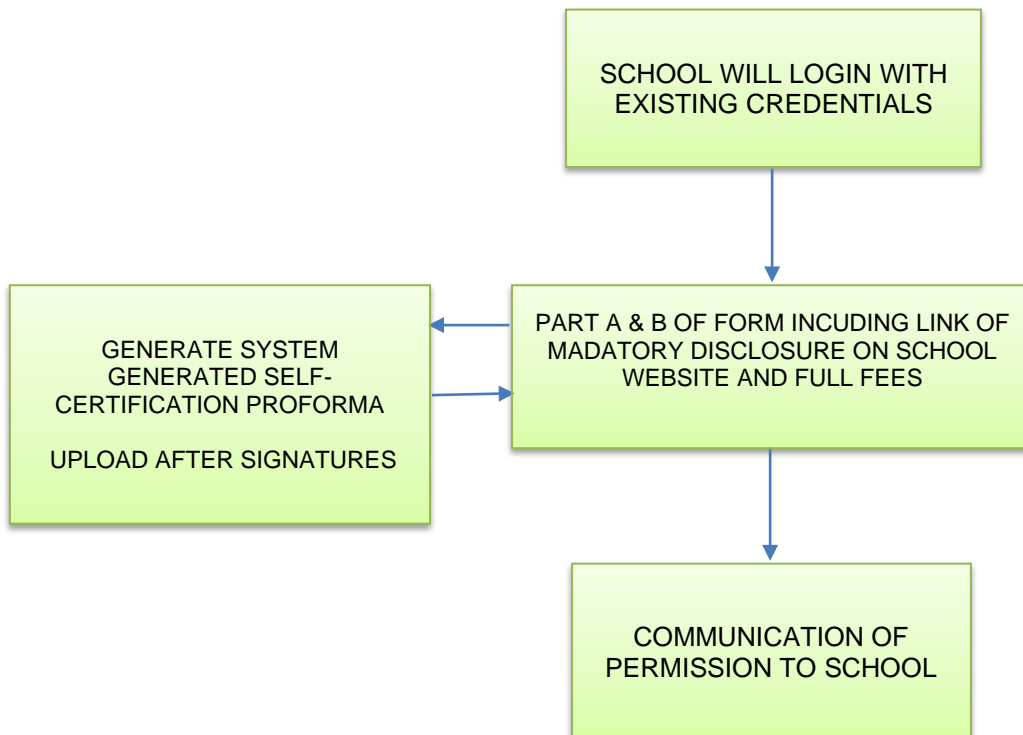 SCHOOL WILL LOGIN WITH
EXISTING CREDENTIALS
PART A & B OF FORM INCUDING LINK OF
MADATORY DISCLOSURE ON SCHOOL
WEBSITE AND FULL FEES
GENERATE SYSTEM
GENERATED SELF-
CERTIFICATION PROFORMA
UPLOAD AFTER SIGNATURES
COMMUNICATION OF
PERMISSION TO SCHOOL